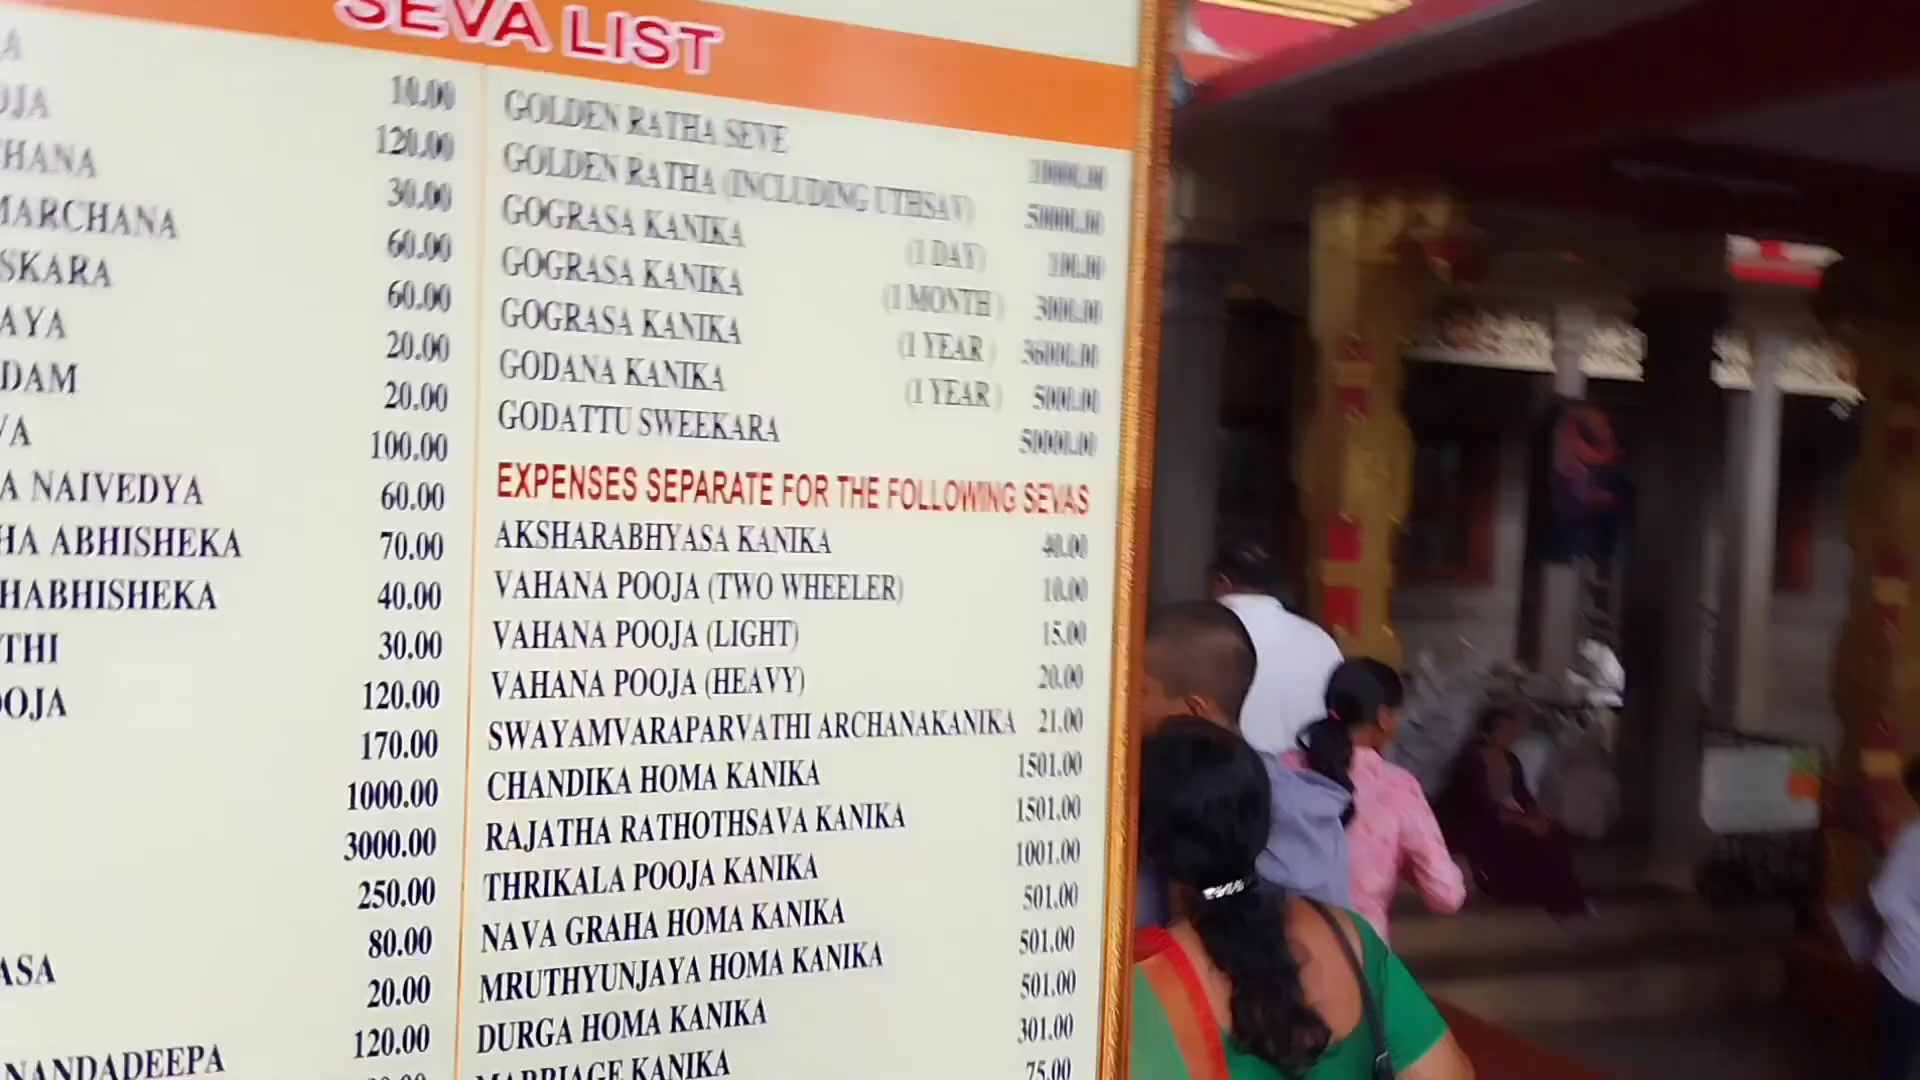 SEVA LIST
10.00
HANA 120.00
MARCHANA 30.00
SKARA 60.00
AYA 60.00
DAM 20.00
VA 20.00
100.00
A NAIVEDYA 60.00
HA ABHISHEKA 70.00
HABHISHEKA 40.00
THI 30.00
OOJA 120.00
170.00
1000.00
3000.00
250.00
80.00
ASA 20.00
120.00
NANDADEEPA
GOLDEN RATHA SEVE 10000.00
GOLDEN RATHA (INCLUDING UTHSAV) 50000.00
GOGRASA KANIKA (1 DAY) 100.00
GOGRASA KANIKA (1 MONTH) 3000.00
GOGRASA KANIKA (1 YEAR) 36000.00
GODANA KANIKA (1 YEAR) 5000.00
GODATTU SWEEKARA 50000.00
EXPENSES SEPARATE FOR THE FOLLOWING SEVAS
AKSHARABHYASA KANIKA 40.00
VAHANA POOJA (TWO WHEELER) 10.00
VAHANA POOJA (LIGHT) 15.00
VAHANA POOJA (HEAVY) 20.00
SWAYAMVARAPARVATHI ARCHANAKANIKA 21.00
CHANDIKA HOMA KANIKA 1501.00
RAJATHA RATHOTHSAVA KANIKA 1501.00
THRIKALA POOJA KANIKA 1001.00
NAVA GRAHA HOMA KANIKA 501.00
MRUTHYUNJAYA HOMA KANIKA 501.00
DURGA HOMA KANIKA 501.00
MARRIAGE KANIKA 301.00
75.00